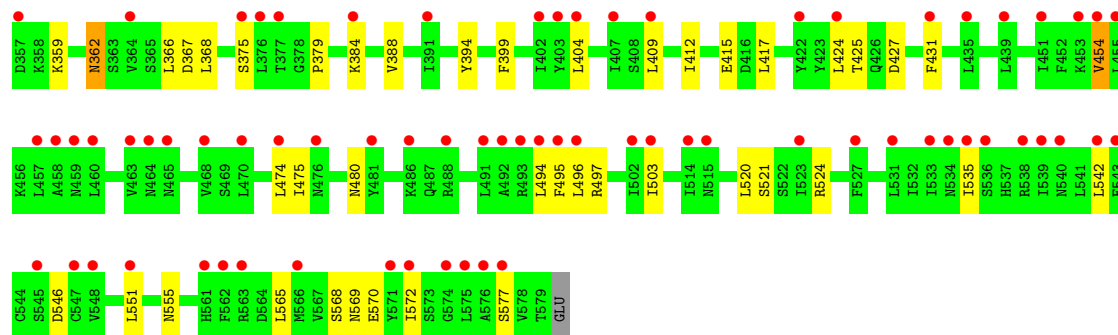 D357 K358 K359 N362 S363 V364 S365 L366 D367 L368 S375 L376 T377 G378 P379 K384 V388 I391 Y394 F399 I402 Y403 L404 I407 S408 L409 I412 E415 D416 L417 Y422 Y423 L424 T425 Q426 D427 F431 L435 L439 I451 F452 K453 V454
K456 L457 A458 N459 L460 V463 N464 N465 V468 S469 L470 L474 I475 N476 N480 Y481 K486 Q487 R488 L491 A492 R493 L494 F495 L496 R497 I502 I503 I514 N515 L520 S521 S522 I523 R524 F527 L531 I532 I533 N534 I535 S536 H537 R538 I539 N540 L541 L542
C544 S545 D546 C547 V548 L551 N555 H561 F562 R563 D564 L565 M566 V567 S568 N569 E570 Y571 I572 S573 G574 L575 A576 S577 V578 T579 GLU